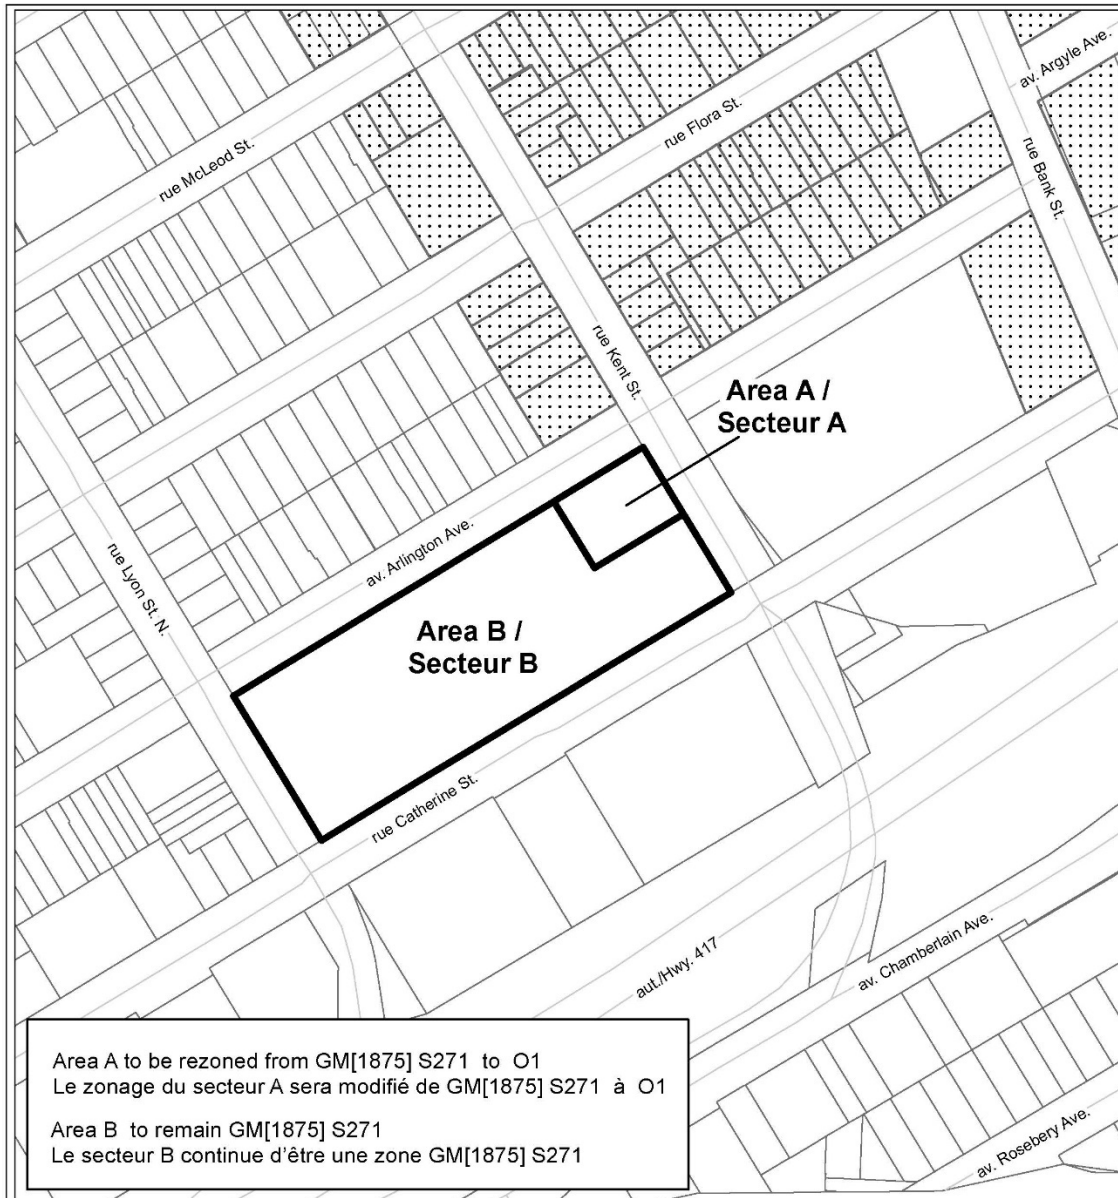 av. Argyle Ave.
rue Flora St.
rue McLeod St.
rue Bank St.
rue Kent St.
Area A /
Secteur A
av. Arlington Ave.
rue Lyon St. N.
Area B /
Secteur B
rue Catherine St.
av. Chamberlain Ave.
aut./Hwy. 417
av. Rosebery Ave.
Area A to be rezoned from GM[1875] S271 to O1
Le zonage du secteur A sera modifié de GM[1875] S271 à O1
Area B to remain GM[1875] S271
Le secteur B continue d'être une zone GM[1875] S271